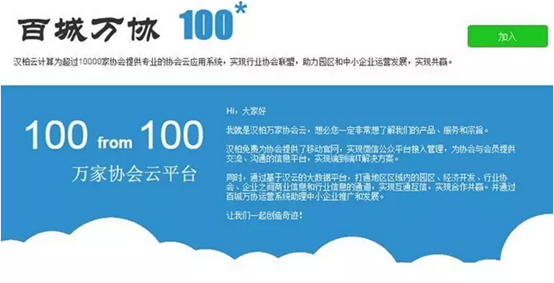 百城万协 100*
加入
汉柏云计算为超过10000家协会提供专业的协会云应用系统，实现行业协会联盟，助力园区和中小企业运营发展，实现共赢。
100 from 100
万家协会云平台
Hi，大家好
我就是汉柏万家协会云，想必您一定非常想了解我们的产品、服务和宗旨。
汉柏免费为协会提供了移动官网，实现微信公众平台接入管理，为协会与会员提供
交流、沟通的信息平台，实现端到端IT解决方案。
同时，通过基于汉云的大数据平台，打通地区区域内的园区、经济开发、行业协
会、企业之间商业信息和行业信息的通道，实现互通互信，实现合作共赢。并通过
百城万协运营系统助理中小企业推广和发展。
让我们一起创造奇迹！